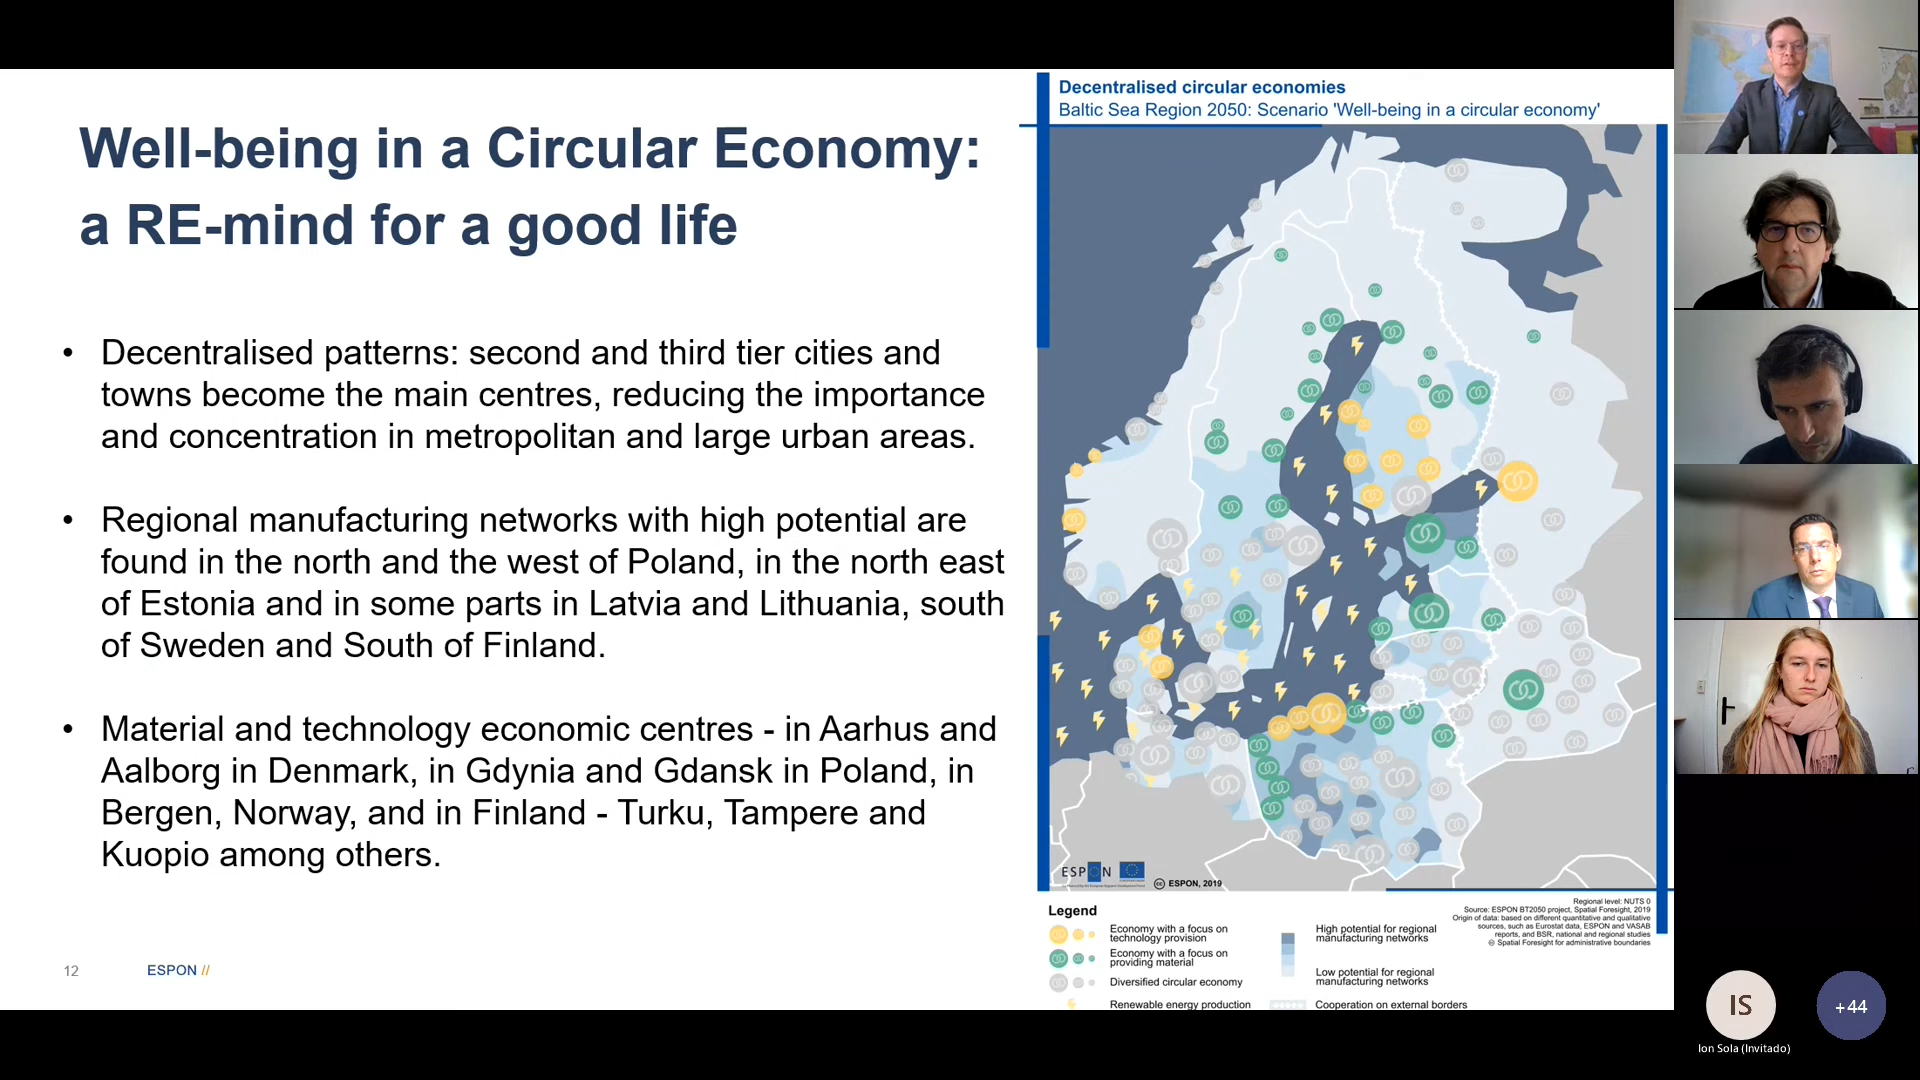 Well-being in a Circular Economy:
a RE-mind for a good life
• Decentralised patterns: second and third tier cities and
towns become the main centres, reducing the importance
and concentration in metropolitan and large urban areas.
• Regional manufacturing networks with high potential are
found in the north and the west of Poland, in the north east
of Estonia and in some parts in Latvia and Lithuania, south
of Sweden and South of Finland.
• Material and technology economic centres - in Aarhus and
Aalborg in Denmark, in Gdynia and Gdansk in Poland, in
Bergen, Norway, and in Finland - Turku, Tampere and
Kuopio among others.
12
ESPON //
Decentralised circular economies
Baltic Sea Region 2050: Scenario 'Well-being in a circular economy'
ESPON
© ESPON, 2019
Legend
Economy with a focus on
technology provision
Economy with a focus on
providing material
Diversified circular economy
Renewable energy production
High potential for regional
manufacturing networks
Low potential for regional
manufacturing networks
Cooperation on external borders
Regional level: NUTS 0
Source: ESPON BT2050 project, Spatial Foresight, 2019
Origin of data: based on different quantitative and qualitative
sources, such as Eurostat data, ESPON and VASAB
reports, and BSR, national and regional studies
© Spatial Foresight for administrative boundaries
IS
+44
Ion Sola (Invitado)